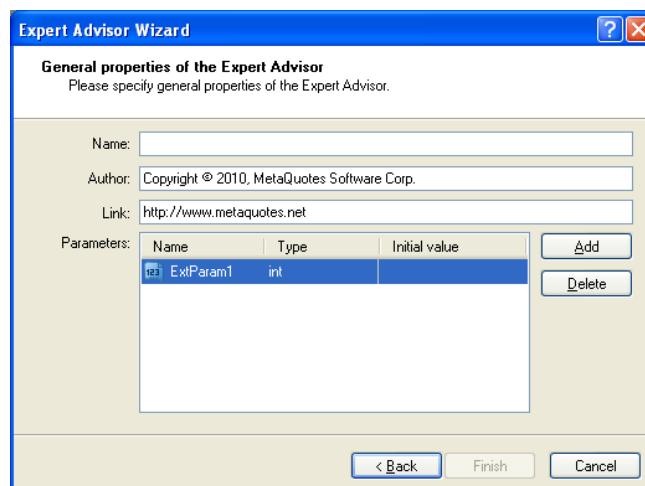 Expert Advisor Wizard
General properties of the Expert Advisor
Please specify general properties of the Expert Advisor.
Name:
Author: Copyright © 2010, MetaQuotes Software Corp.
Link: http://www.metaquotes.net
Parameters: Name Type Initial value Add
123 ExtParam1 int
Delete
< Back Finish Cancel